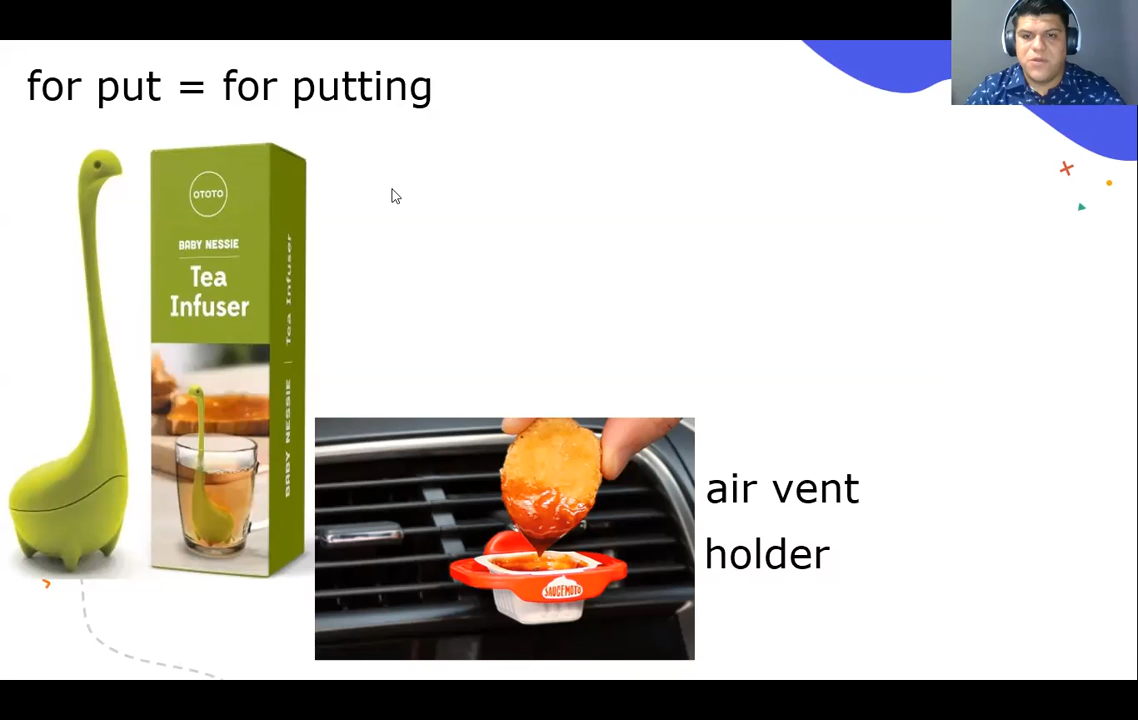 for put = for putting
OTOTO
BABY NESSIE
Tea
Infuser
BABY NESSIE | Tea Infuser
SAUCEMOTO
air vent
holder